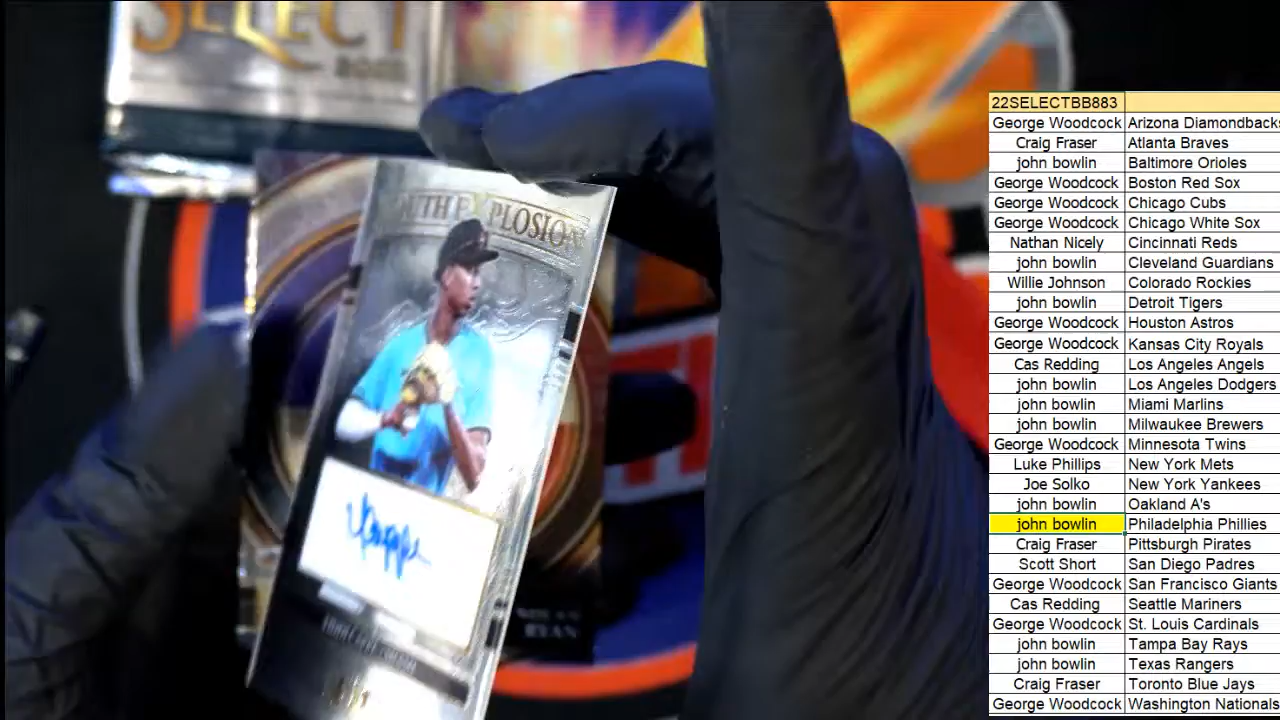 SELECT
YOUTH EXPLOSION
NOLAN
RYAN
22SELECTBB883
George Woodcock Arizona Diamondbacks
Craig Fraser Atlanta Braves
john bowlin Baltimore Orioles
George Woodcock Boston Red Sox
George Woodcock Chicago Cubs
George Woodcock Chicago White Sox
Nathan Nicely Cincinnati Reds
john bowlin Cleveland Guardians
Willie Johnson Colorado Rockies
john bowlin Detroit Tigers
George Woodcock Houston Astros
George Woodcock Kansas City Royals
Cas Redding Los Angeles Angels
john bowlin Los Angeles Dodgers
john bowlin Miami Marlins
john bowlin Milwaukee Brewers
George Woodcock Minnesota Twins
Luke Phillips New York Mets
Joe Solko New York Yankees
john bowlin Oakland A's
john bowlin Philadelphia Phillies
Craig Fraser Pittsburgh Pirates
Scott Short San Diego Padres
George Woodcock San Francisco Giants
Cas Redding Seattle Mariners
George Woodcock St. Louis Cardinals
john bowlin Tampa Bay Rays
john bowlin Texas Rangers
Craig Fraser Toronto Blue Jays
George Woodcock Washington Nationals